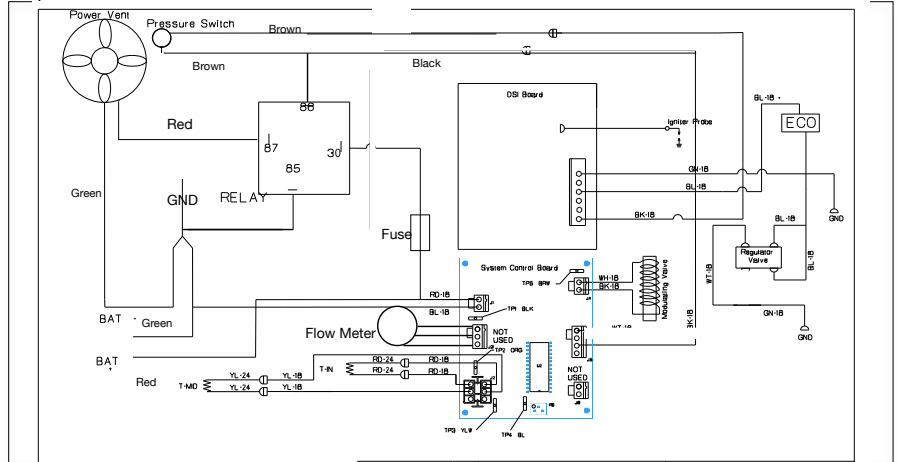 Power Vent
Pressure Switch
Brown
Brown
Black
DSI Board
BL-18
ECO
Igniter Probe
86
Red
87
30
85
RELAY
GND
Green
GN-18
BL-18
BK-18
GND
BL-18
Fuse
Regulator
Valve
WT-18
BL-18
System Control Board
TP5 BRW
WH-18
BK-18
J4
Modulating Valve
GN-18
GND
RD-18
J1
BL-18
TP1 BLK
BAT -
Green
Flow Meter
NOT
USED
WT-18
BK-18
TP2 ORG
BAT
+
T-IN
RD-24
RD-18
RD-24
RD-18
U2
NOT
USED
Red
T-MID
YL-24
YL-18
YL-24
YL-18
TP3 YLW
TP4 BL